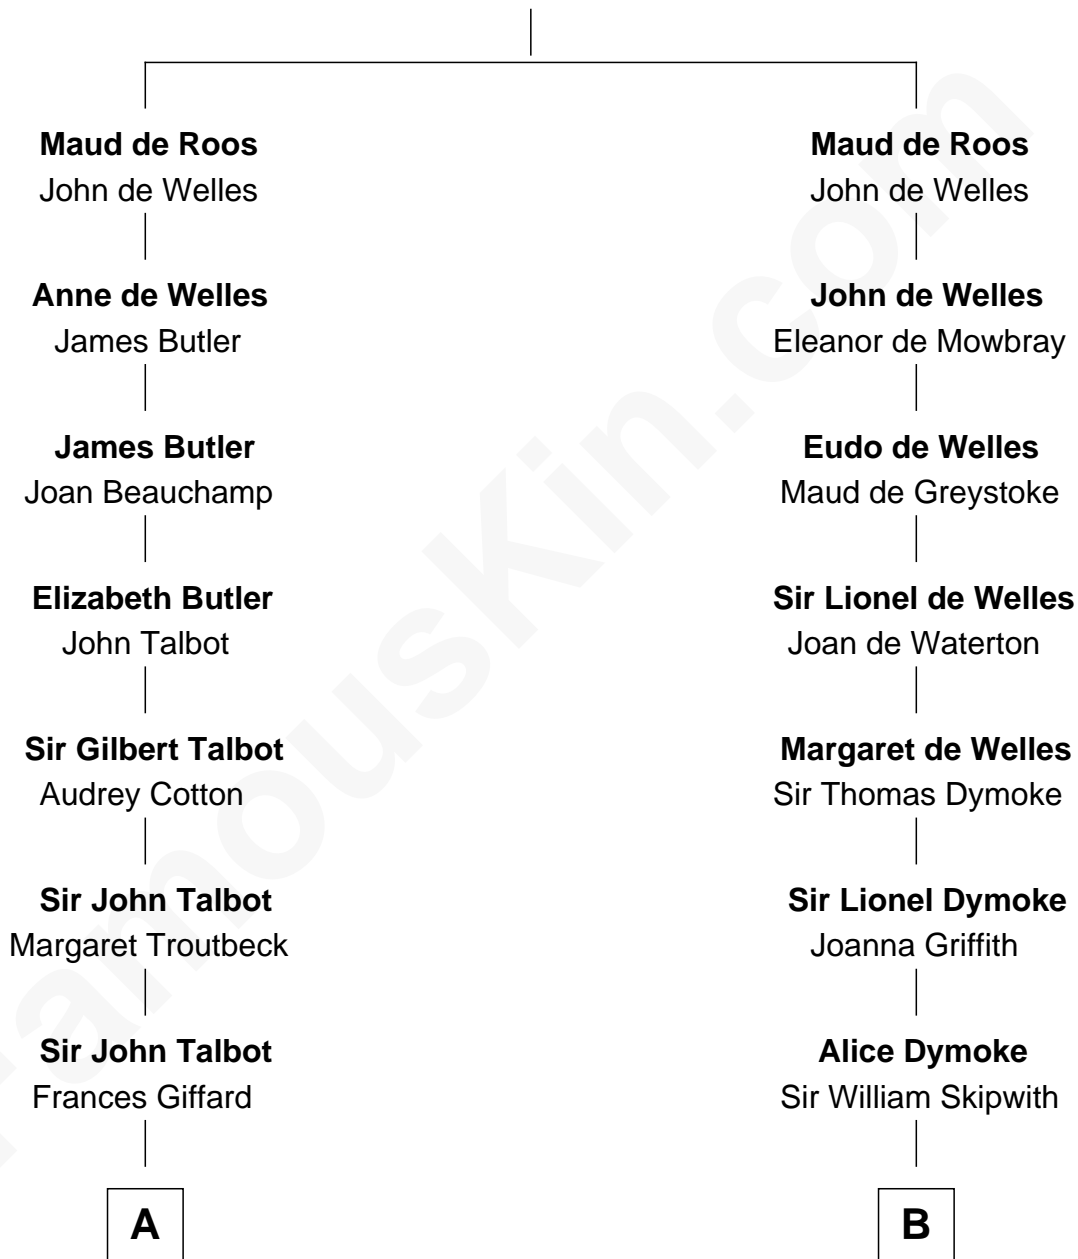 Maud de Roos
John de Welles
Anne de Welles
James Butler
James Butler
Joan Beauchamp
Elizabeth Butler
John Talbot
Sir Gilbert Talbot
Audrey Cotton
Sir John Talbot
Margaret Troutbeck
Sir John Talbot
Frances Giffard
A
Maud de Roos
John de Welles
John de Welles
Eleanor de Mowbray
Eudo de Welles
Maud de Greystoke
Sir Lionel de Welles
Joan de Waterton
Margaret de Welles
Sir Thomas Dymoke
Sir Lionel Dymoke
Joanna Griffith
Alice Dymoke
Sir William Skipwith
B
FamousKin.com